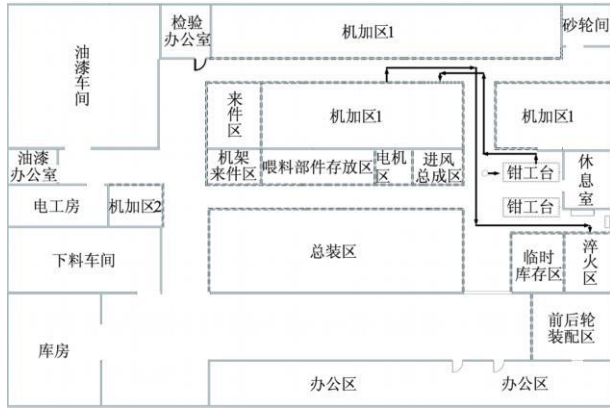 检验
办公室
机加区1
砂轮间
油漆
车间
来件区
机加区1
机加区1
油漆
办公室
机架
来件区
喂料部件存放区
电机
区
进风
总成区
钳工台
休息室
电工房
机加区2
钳工台
下料车间
总装区
临时
库存区
淬火区
库房
前后轮
装配区
办公区
办公区